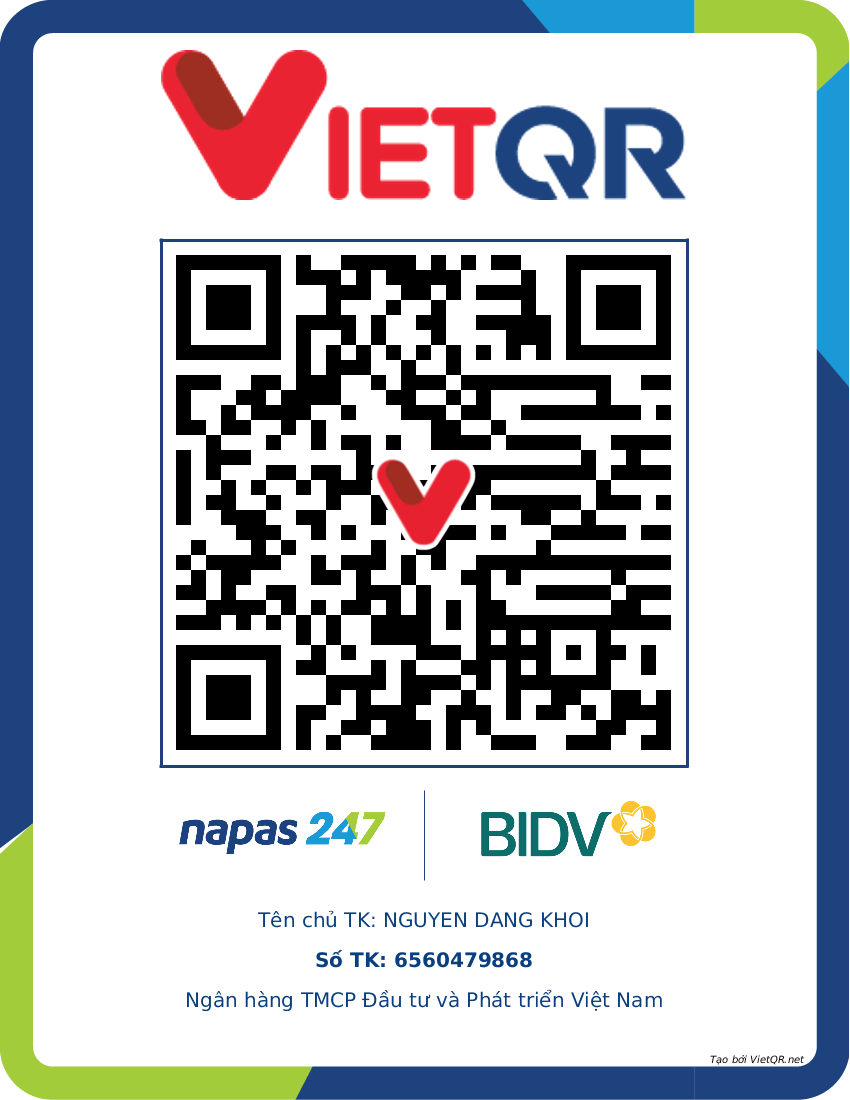 VIETQR
napas 247
BIDV
Tên chủ TK: NGUYEN DANG KHOI
Số TK: 6560479868
Ngân hàng TMCP Đầu tư và Phát triển Việt Nam
Tạo bởi VietQR.net